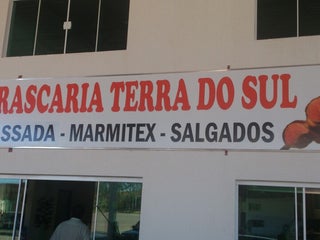 RASCARIA TERRA DO SUL
SSADA - MARMITEX - SALGADOS